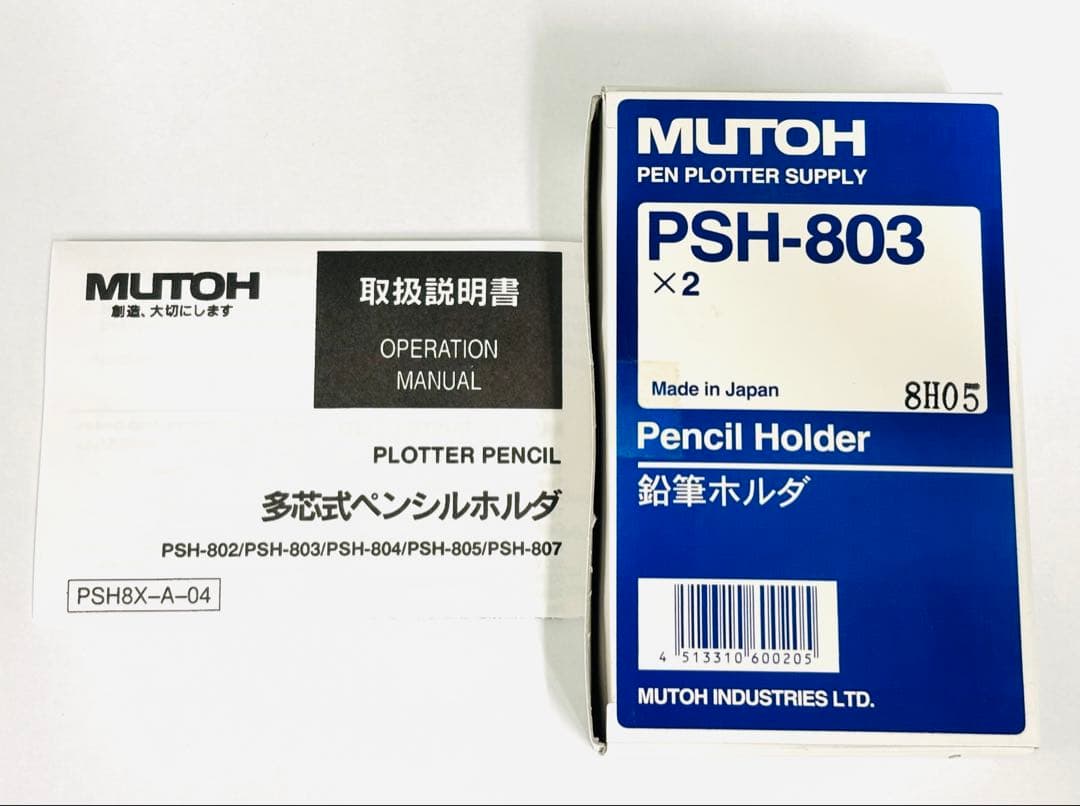 MUTOH
創造、大切にします
取扱説明書
OPERATION
MANUAL
PLOTTER PENCIL
多芯式ペンシルホルダ
PSH-802/PSH-803/PSH-804/PSH-805/PSH-807
PSH8X-A-04
MUTOH
PEN PLOTTER SUPPLY
PSH-803
×2
Made in Japan
8H05
Pencil Holder
鉛筆ホルダ
4 513310 600205
MUTOH INDUSTRIES LTD.